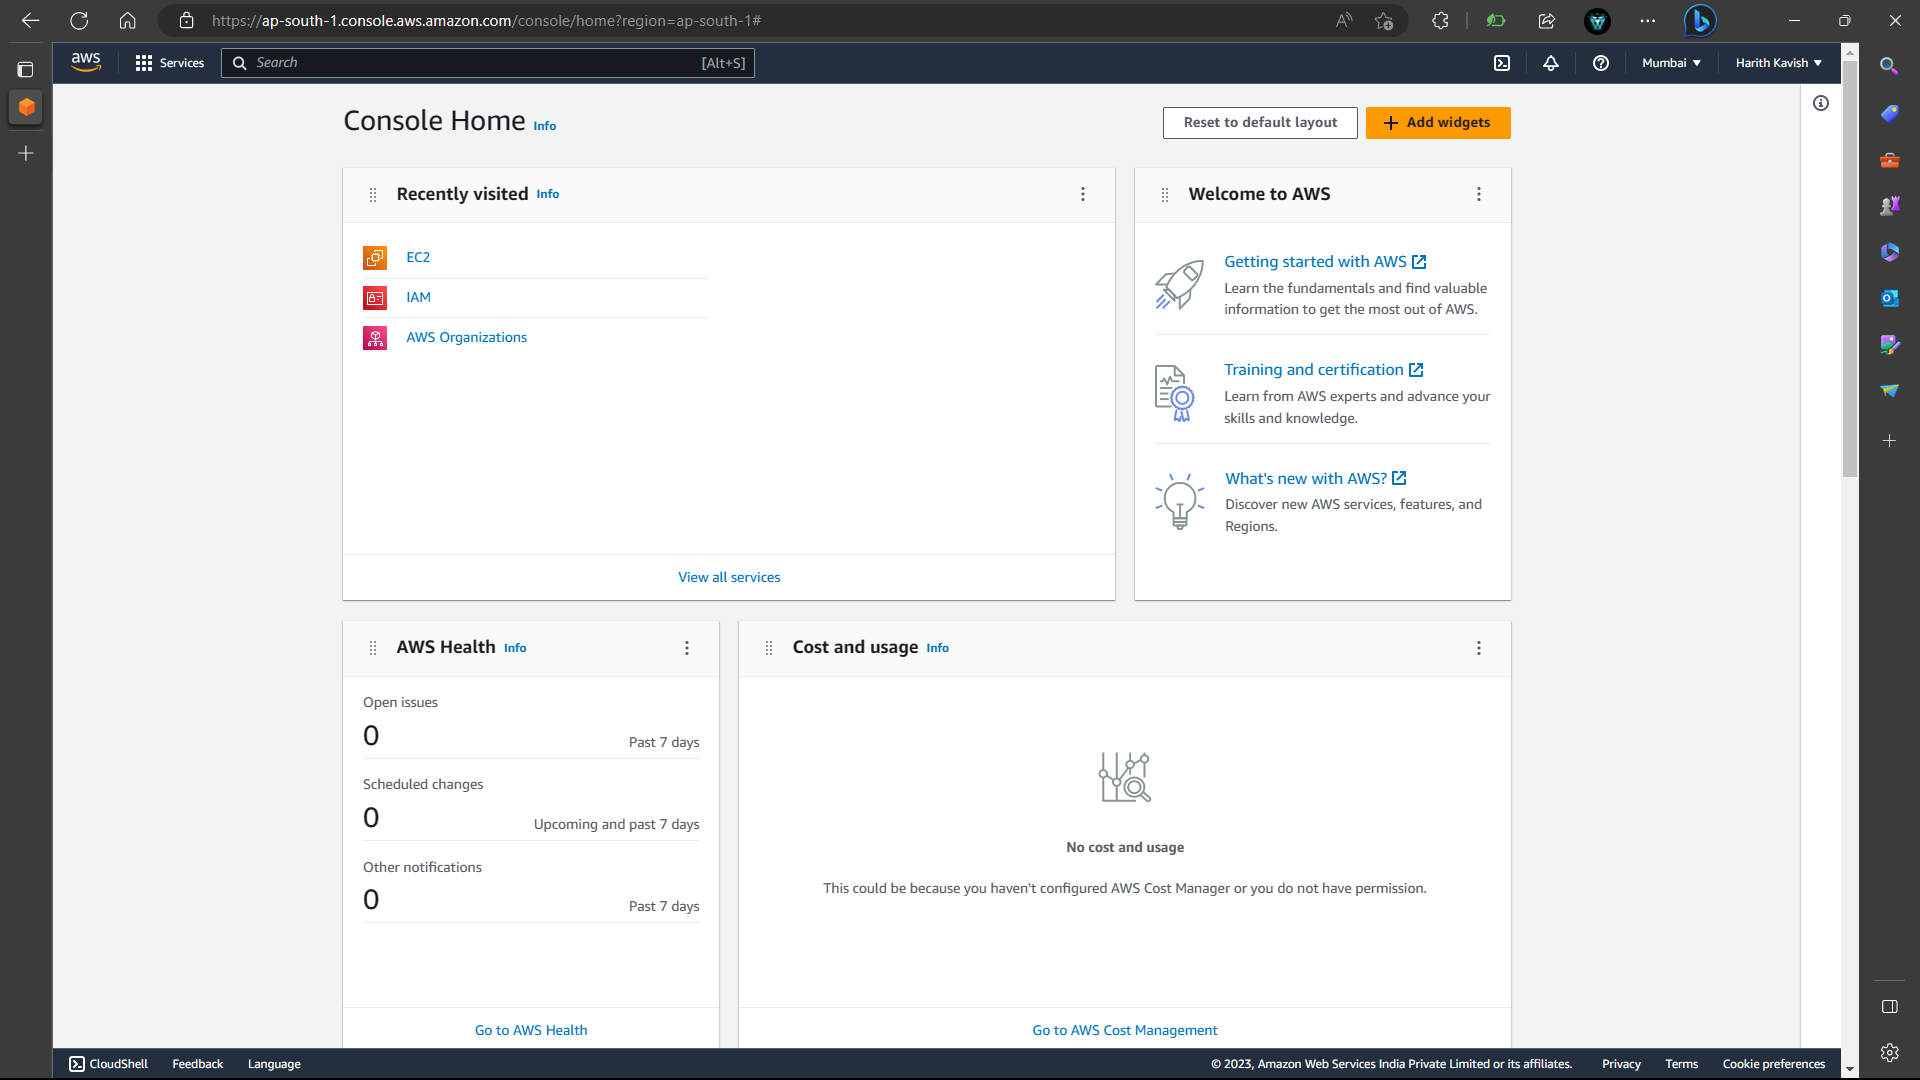 https://ap-south-1.console.aws.amazon.com/console/home?region=ap-south-1#
aws
Services
Search
[Alt+S]
Mumbai
Harith Kavish
Console Home Info
Reset to default layout
Add widgets
Recently visited Info
EC2
IAM
AWS Organizations
View all services
Welcome to AWS
Getting started with AWS
Learn the fundamentals and find valuable
information to get the most out of AWS.
Training and certification
Learn from AWS experts and advance your
skills and knowledge.
What's new with AWS?
Discover new AWS services, features, and
Regions.
AWS Health Info
Open issues
0
Past 7 days
Scheduled changes
0
Upcoming and past 7 days
Other notifications
0
Past 7 days
Go to AWS Health
Cost and usage Info
No cost and usage
This could be because you haven't configured AWS Cost Manager or you do not have permission.
Go to AWS Cost Management
CloudShell
Feedback
Language
© 2023, Amazon Web Services India Private Limited or its affiliates.
Privacy
Terms
Cookie preferences